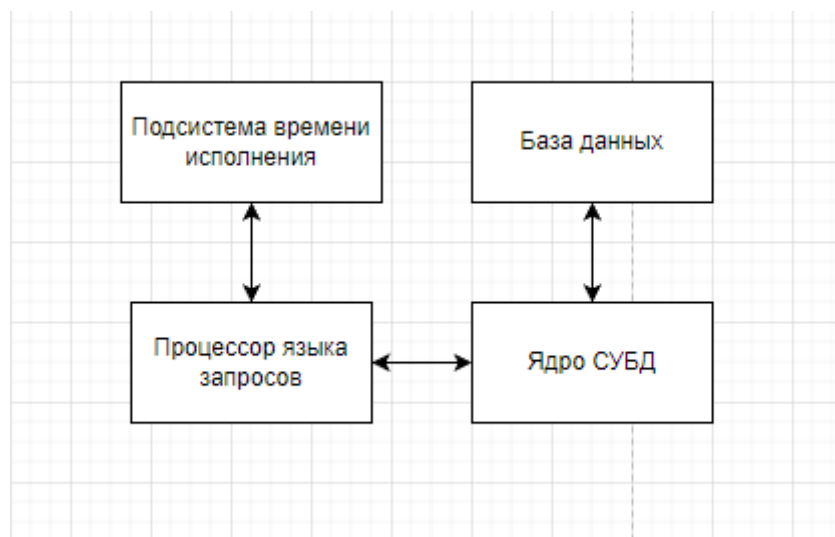 Подсистема времени
исполнения
База данных
Процессор языка
запросов
Ядро СУБД